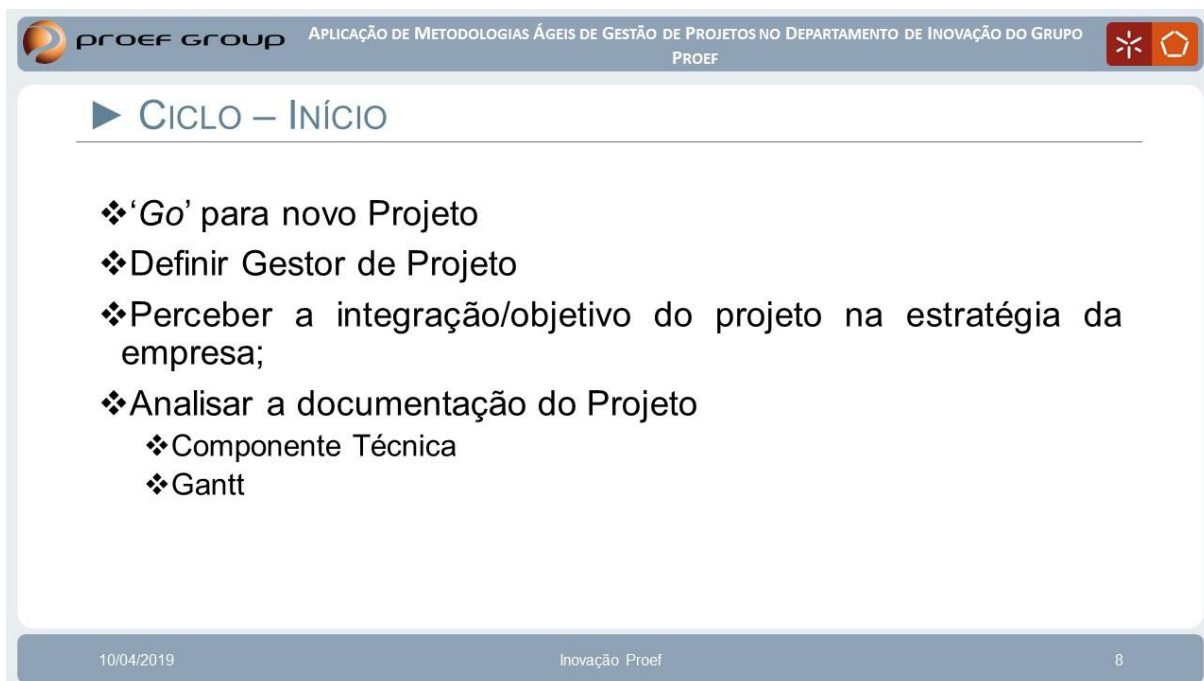 proef group
Aplicação de Metodologias Ágeis de Gestão de Projetos no Departamento de Inovação do Grupo
Proef
► Ciclo – Início
❖‘Go’ para novo Projeto
❖Definir Gestor de Projeto
❖Perceber a integração/objetivo do projeto na estratégia da
empresa;
❖Analisar a documentação do Projeto
❖Componente Técnica
❖Gantt
10/04/2019 Inovação Proef 8